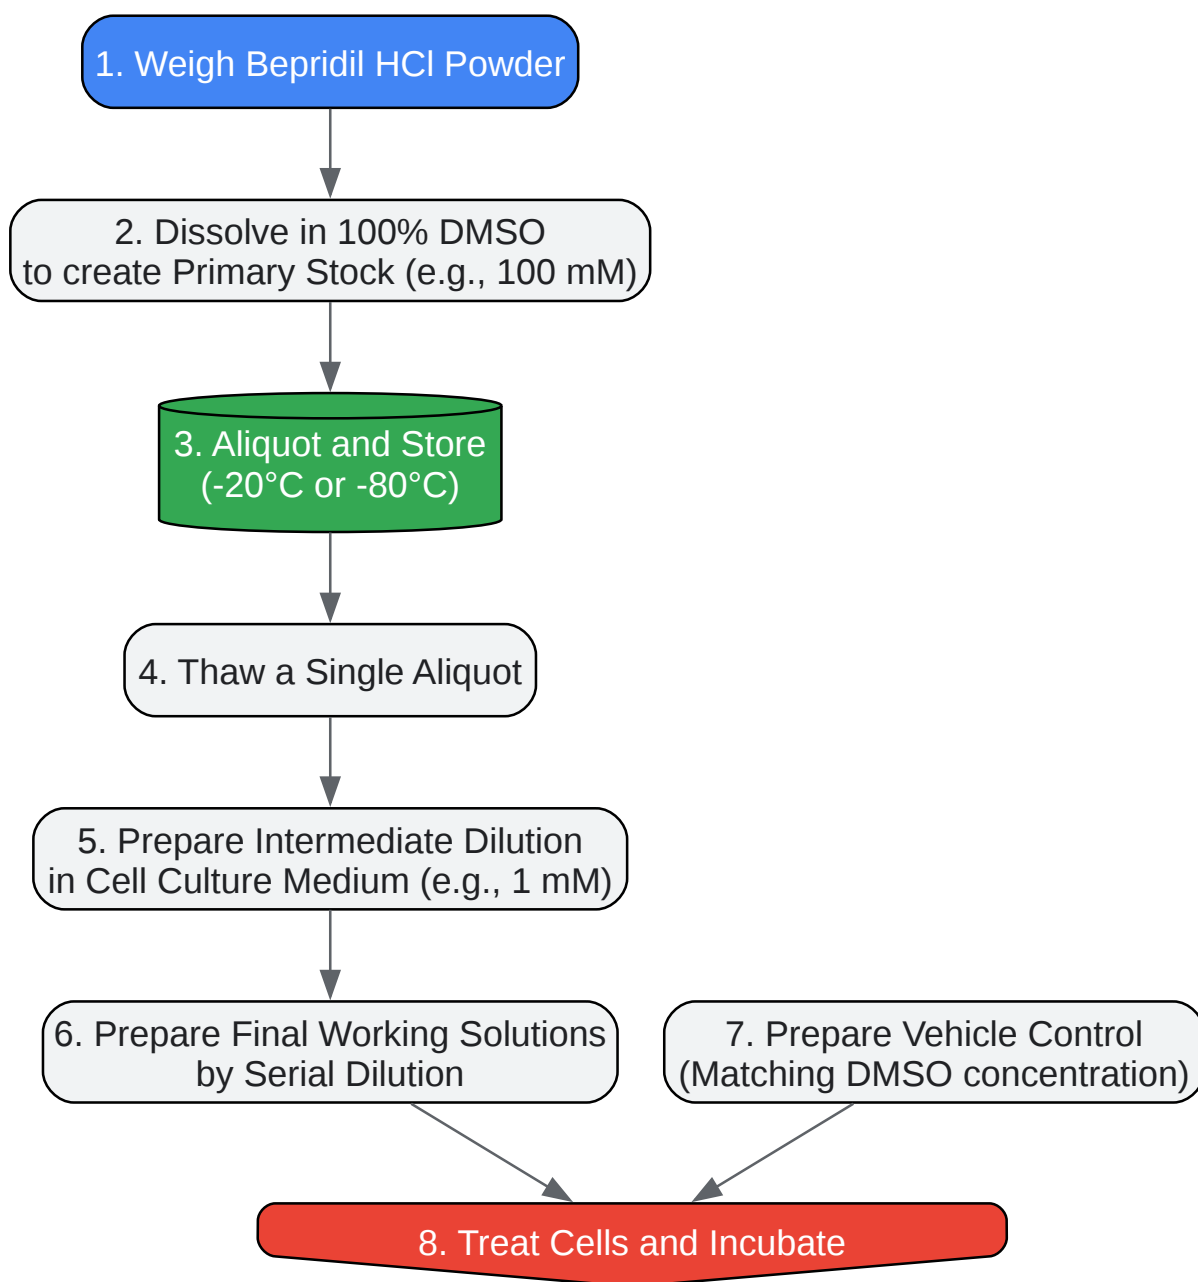 1. Weigh Bepridil HCl Powder
2. Dissolve in 100% DMSO
to create Primary Stock (e.g., 100 mM)
3. Aliquot and Store
(-20°C or -80°C)
4. Thaw a Single Aliquot
5. Prepare Intermediate Dilution
in Cell Culture Medium (e.g., 1 mM)
6. Prepare Final Working Solutions
by Serial Dilution
7. Prepare Vehicle Control
(Matching DMSO concentration)
8. Treat Cells and Incubate